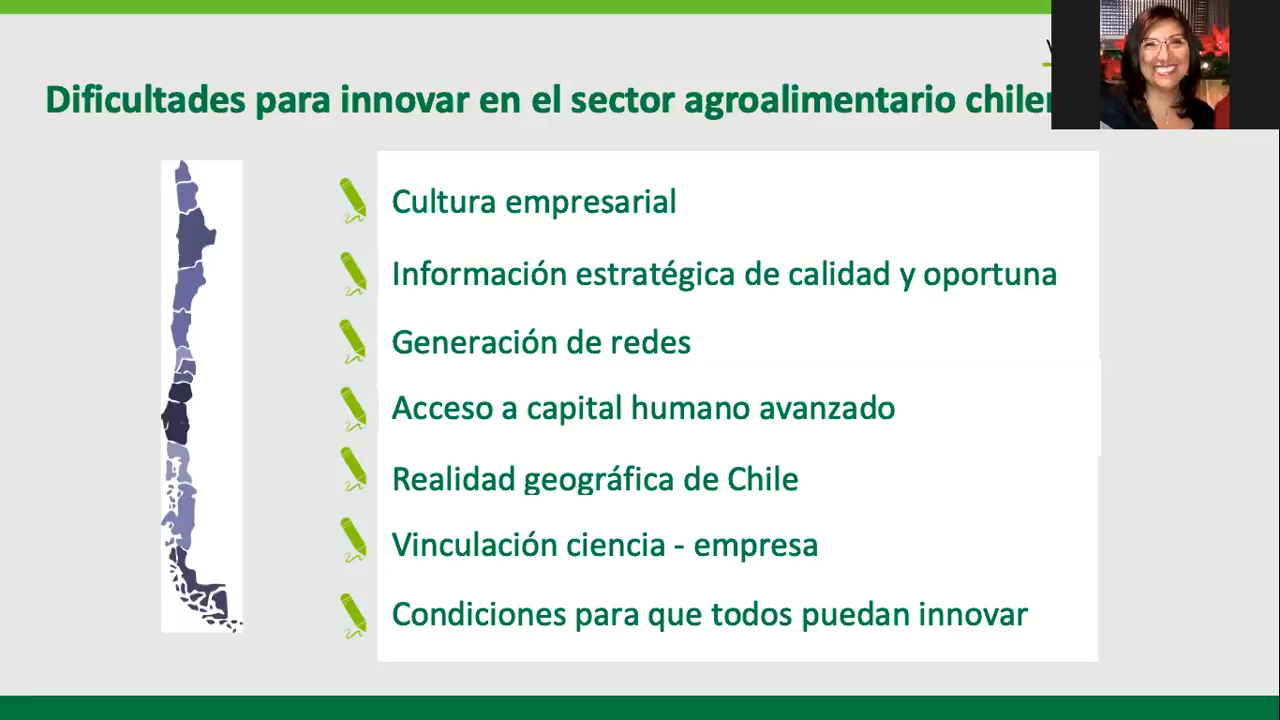 Dificultades para innovar en el sector agroalimentario
Cultura empresarial
Información estratégica de calidad y oportuna
Generación de redes
Acceso a capital humano avanzado
Realidad geográfica de Chile
Vinculación ciencia - empresa
Condiciones para que todos puedan innovar